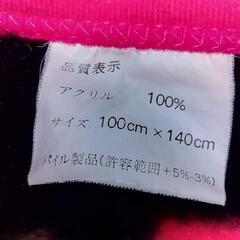 品質表示
アクリル 100%
サイズ 100cm×140cm
パイル製品(許容範囲+5%-3%)